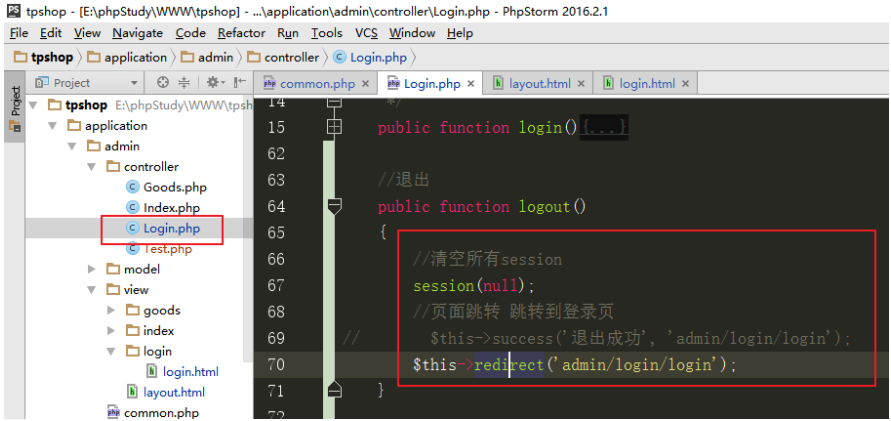 tpshop - [E:\phpStudy\WWW\tpshop] - ...\application\admin\controller\Login.php - PhpStorm 2016.2.1
File Edit View Navigate Code Refactor Run Tools VCS Window Help
tpshop application admin controller Login.php
Project common.php × Login.php × layout.html × login.html ×
Project
tpshop E:\phpStudy\WWW\tpsh
application
admin
controller
Goods.php
Index.php
Login.php
Test.php
model
view
goods
index
login
login.html
layout.html
common.php
14 */
15 public function login(){...}
62
63 //退出
64 public function logout()
65 {
66 //清空所有session
67 session(null);
68 //页面跳转 跳转到登录页
69 // $this->success('退出成功', 'admin/login/login');
70 $this->redirect('admin/login/login');
71 }
72